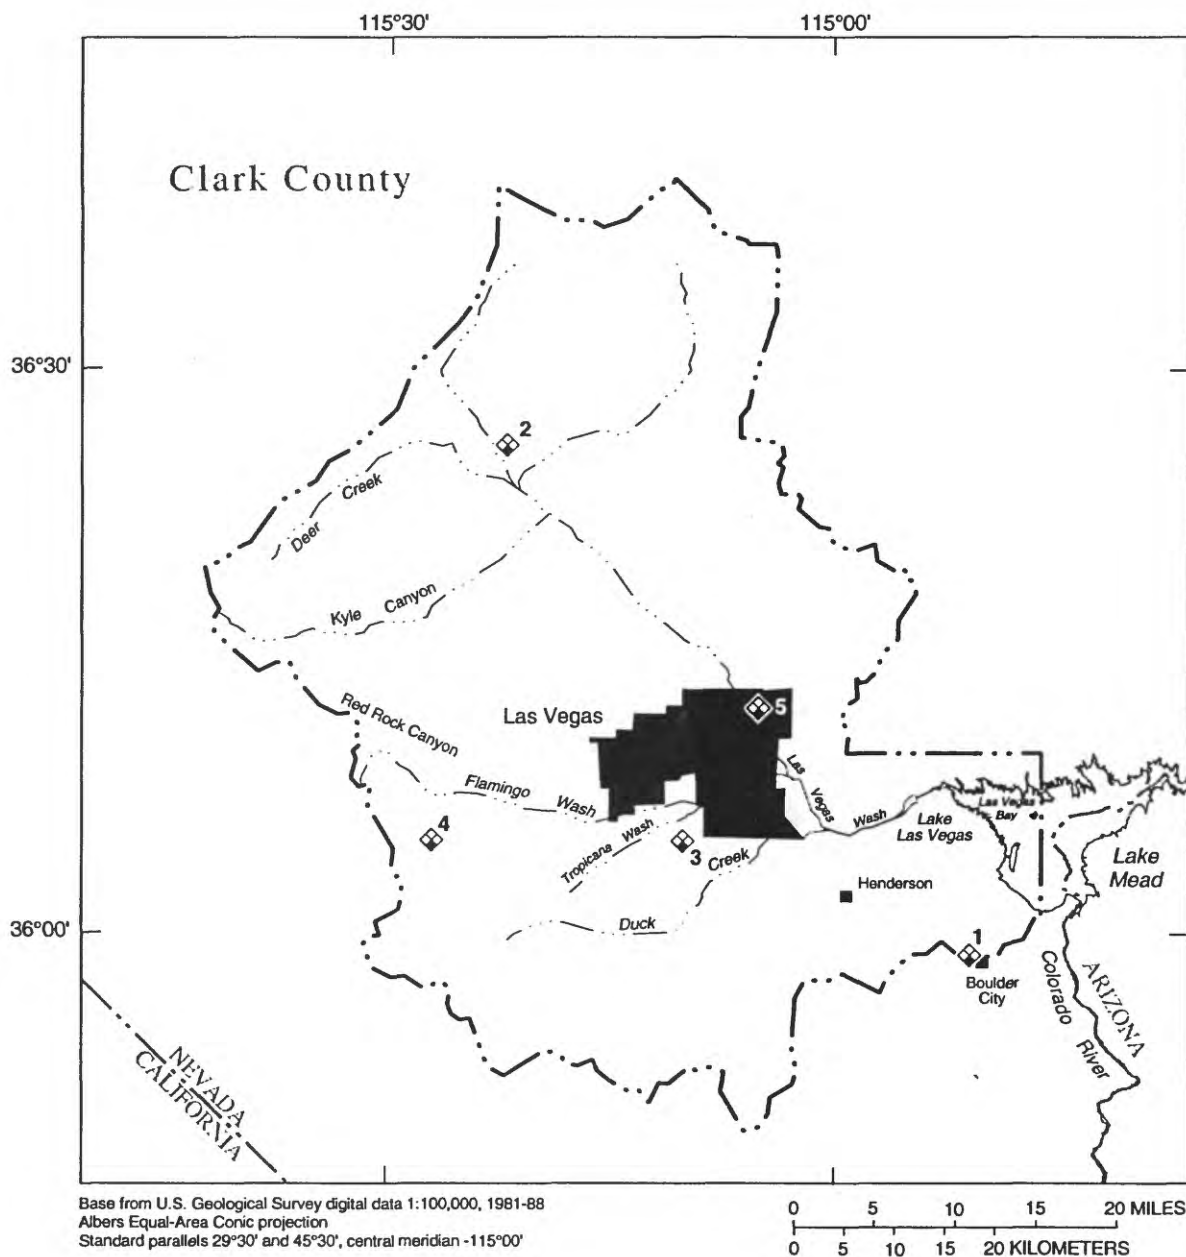 115°30'
115°00'
Clark County
36°30'
2
Deer Creek
Kyle Canyon
Red Rock Canyon
Las Vegas
5
Flamingo Wash
Las Vegas Wash
Las Vegas
Bay
Lake
Las Vegas
4
3
Tropicana Wash
Creek
Duck
Lake
Mead
Henderson
36°00'
1
Boulder
City
Colorado River
ARIZONA
NEVADA
CALIFORNIA
Base from U.S. Geological Survey digital data 1:100,000, 1981-88
Albers Equal-Area Conic projection
Standard parallels 29°30' and 45°30', central meridian -115°00'
0 5 10 15 20 MILES
0 5 10 15 20 KILOMETERS